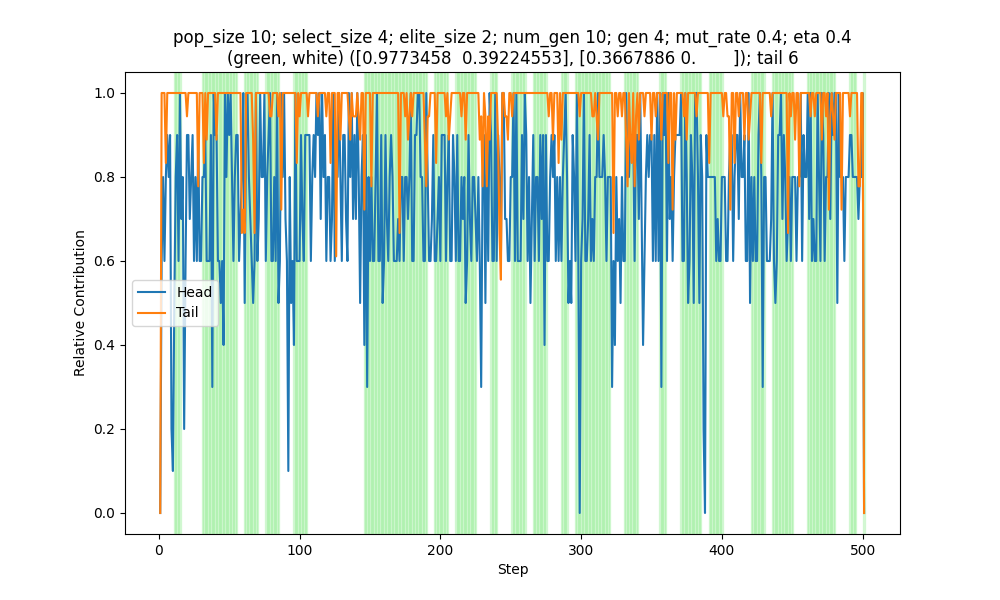 pop_size 10; select_size 4; elite_size 2; num_gen 10; gen 4; mut_rate 0.4; eta 0.4
(green, white) ([0.9773458 0.39224553], [0.3667886 0. ]); tail 6
1.0
0.8
0.6
0.4
0.2
0.0
Relative Contribution
Head
Tail
0
100
200
300
400
500
Step